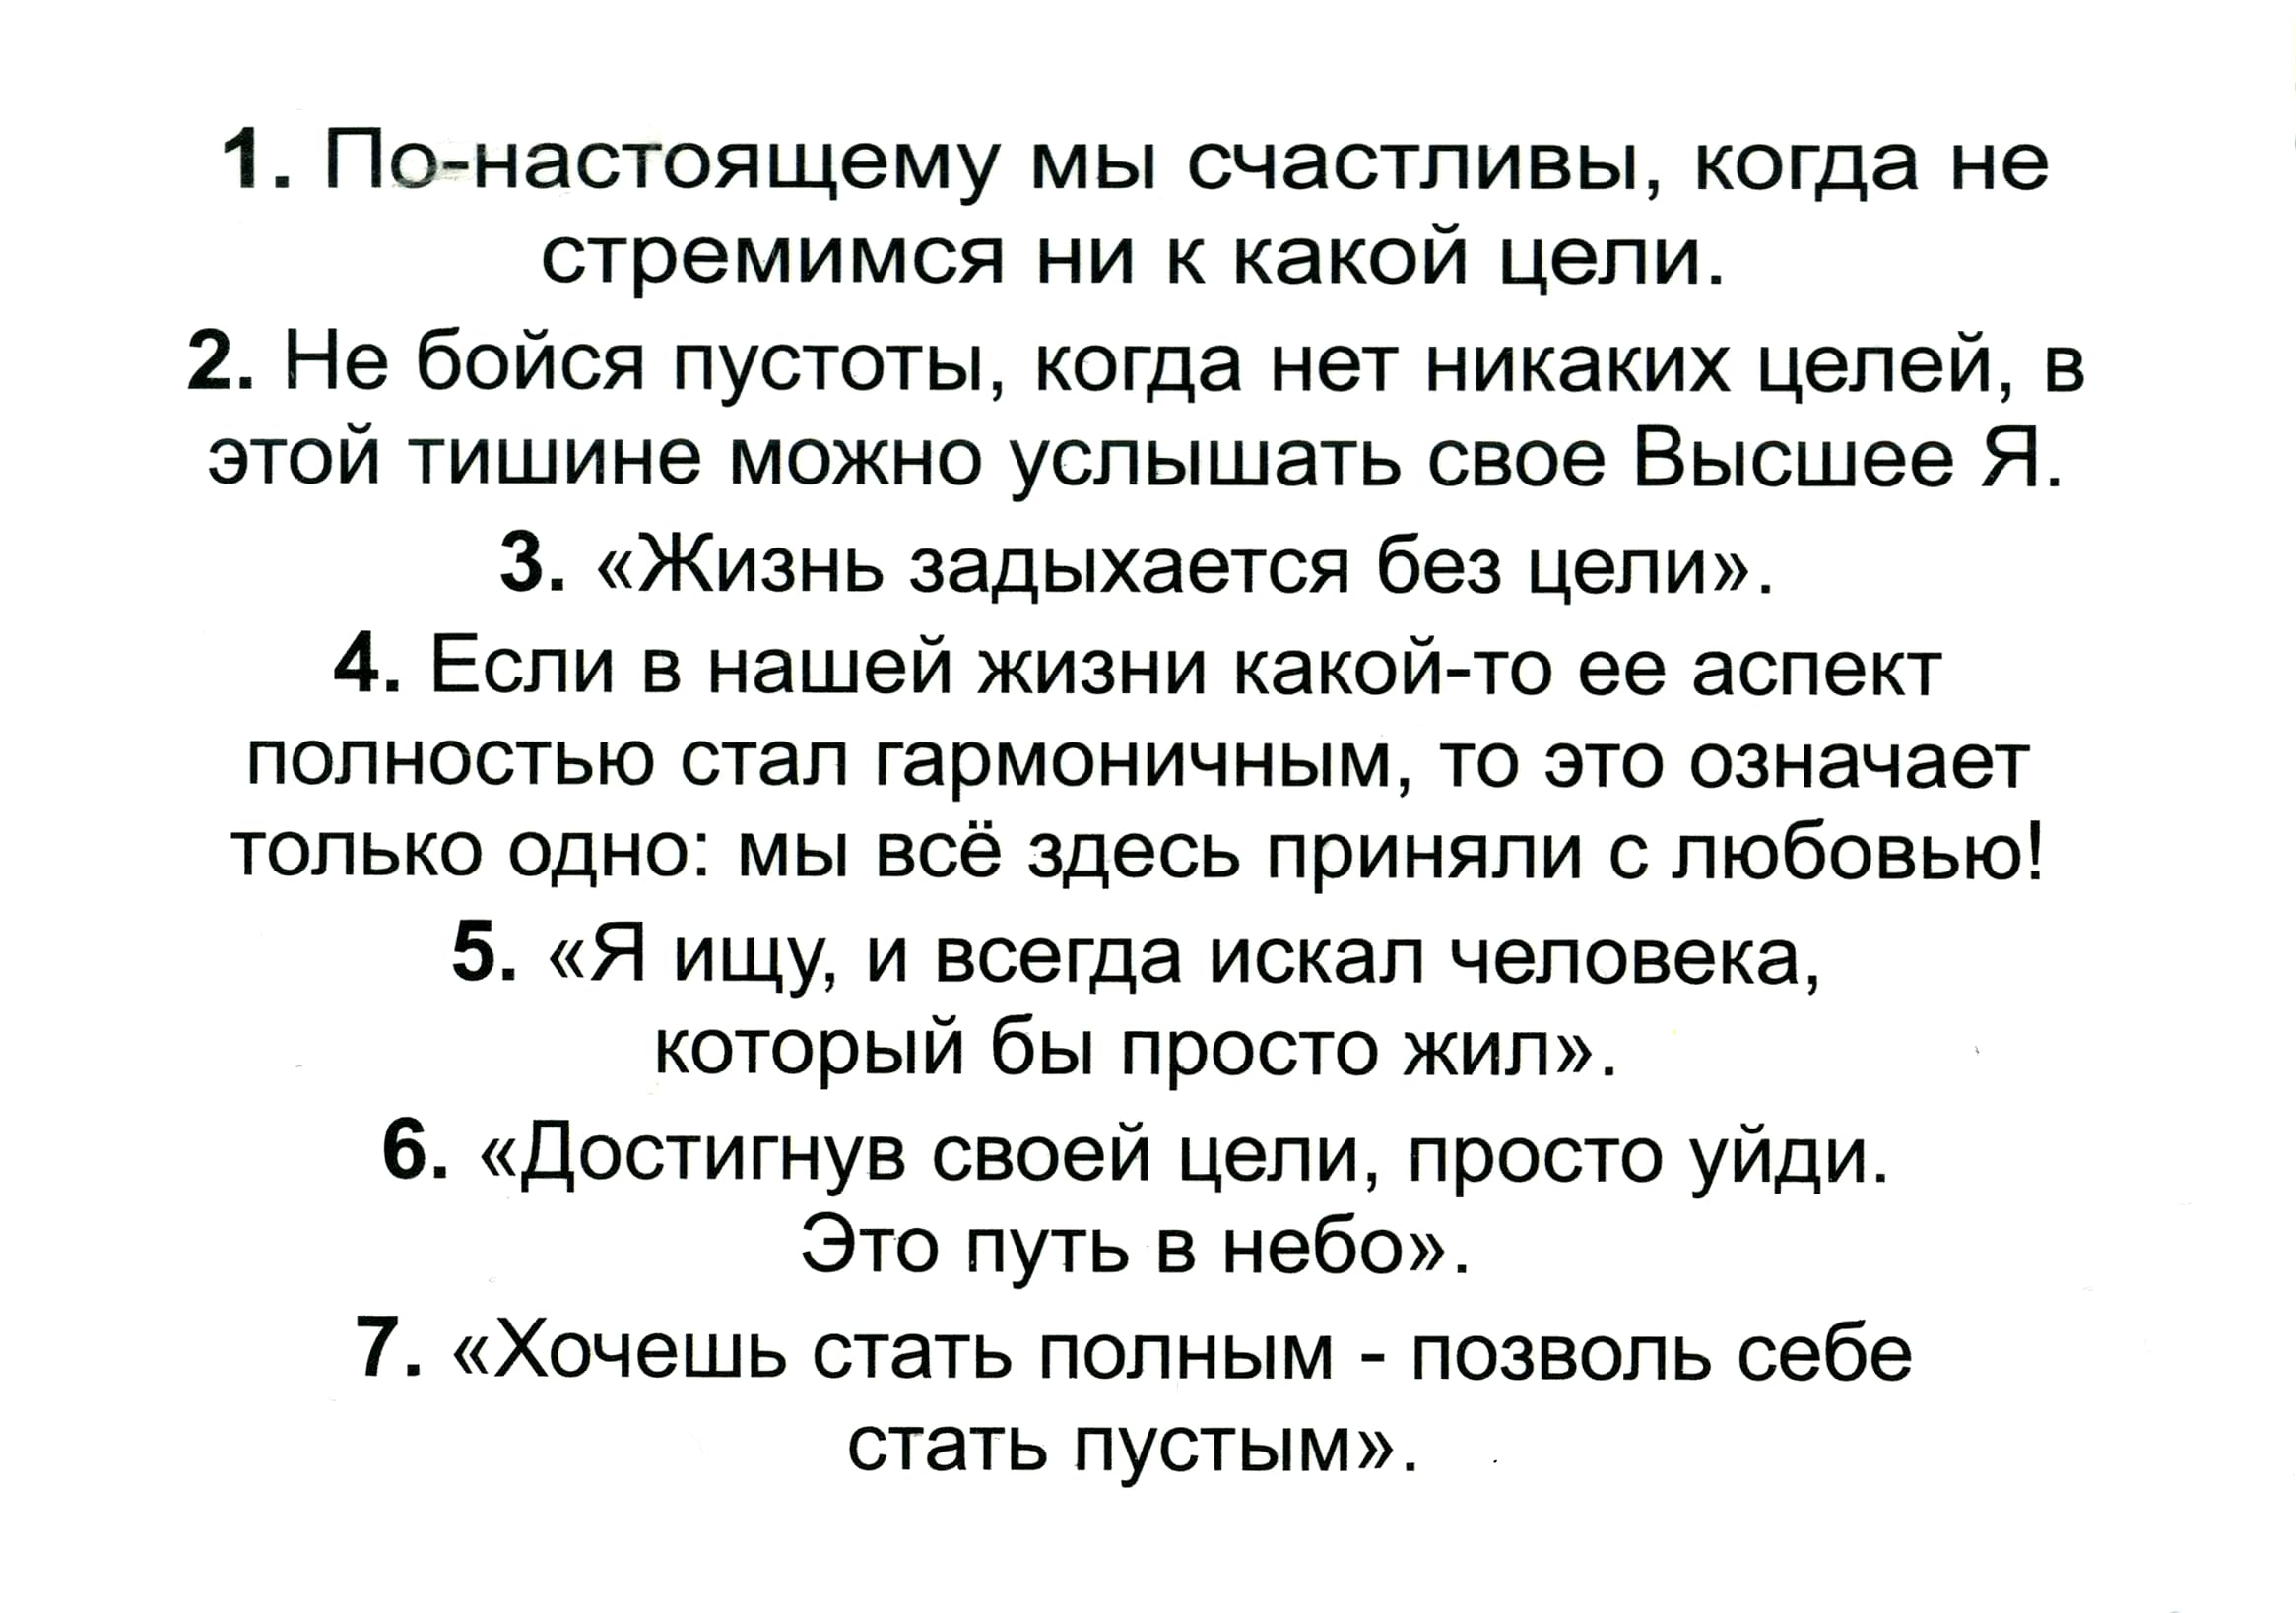 1. По-настоящему мы счастливы, когда не
стремимся ни к какой цели.
2. Не бойся пустоты, когда нет никаких целей, в
этой тишине можно услышать свое Высшее Я.
3. «Жизнь задыхается без цели».
4. Если в нашей жизни какой-то ее аспект
полностью стал гармоничным, то это означает
только одно: мы всё здесь приняли с любовью!
5. «Я ищу, и всегда искал человека,
который бы просто жил».
6. «Достигнув своей цели, просто уйди.
Это путь в небо».
7. «Хочешь стать полным - позволь себе
стать пустым».